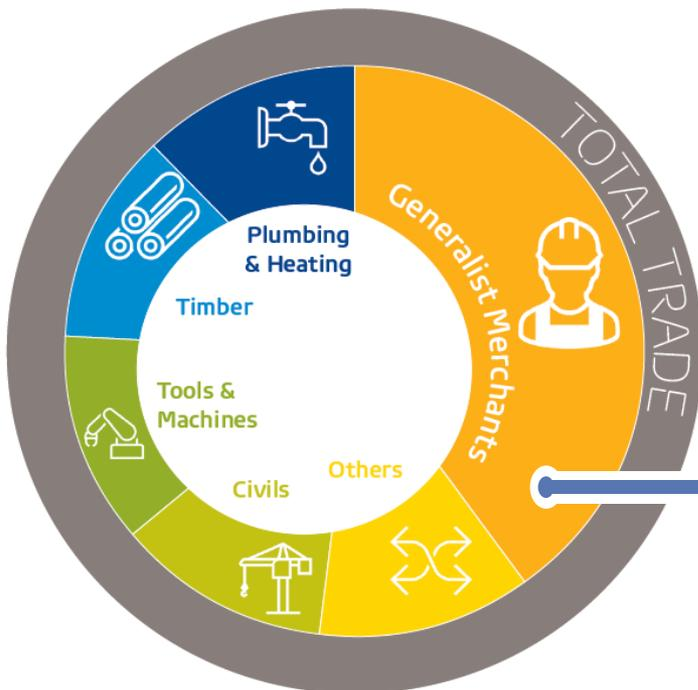 TOTAL TRADE
Generalist Merchants
Plumbing
& Heating
Timber
Tools &
Machines
Civils
Others